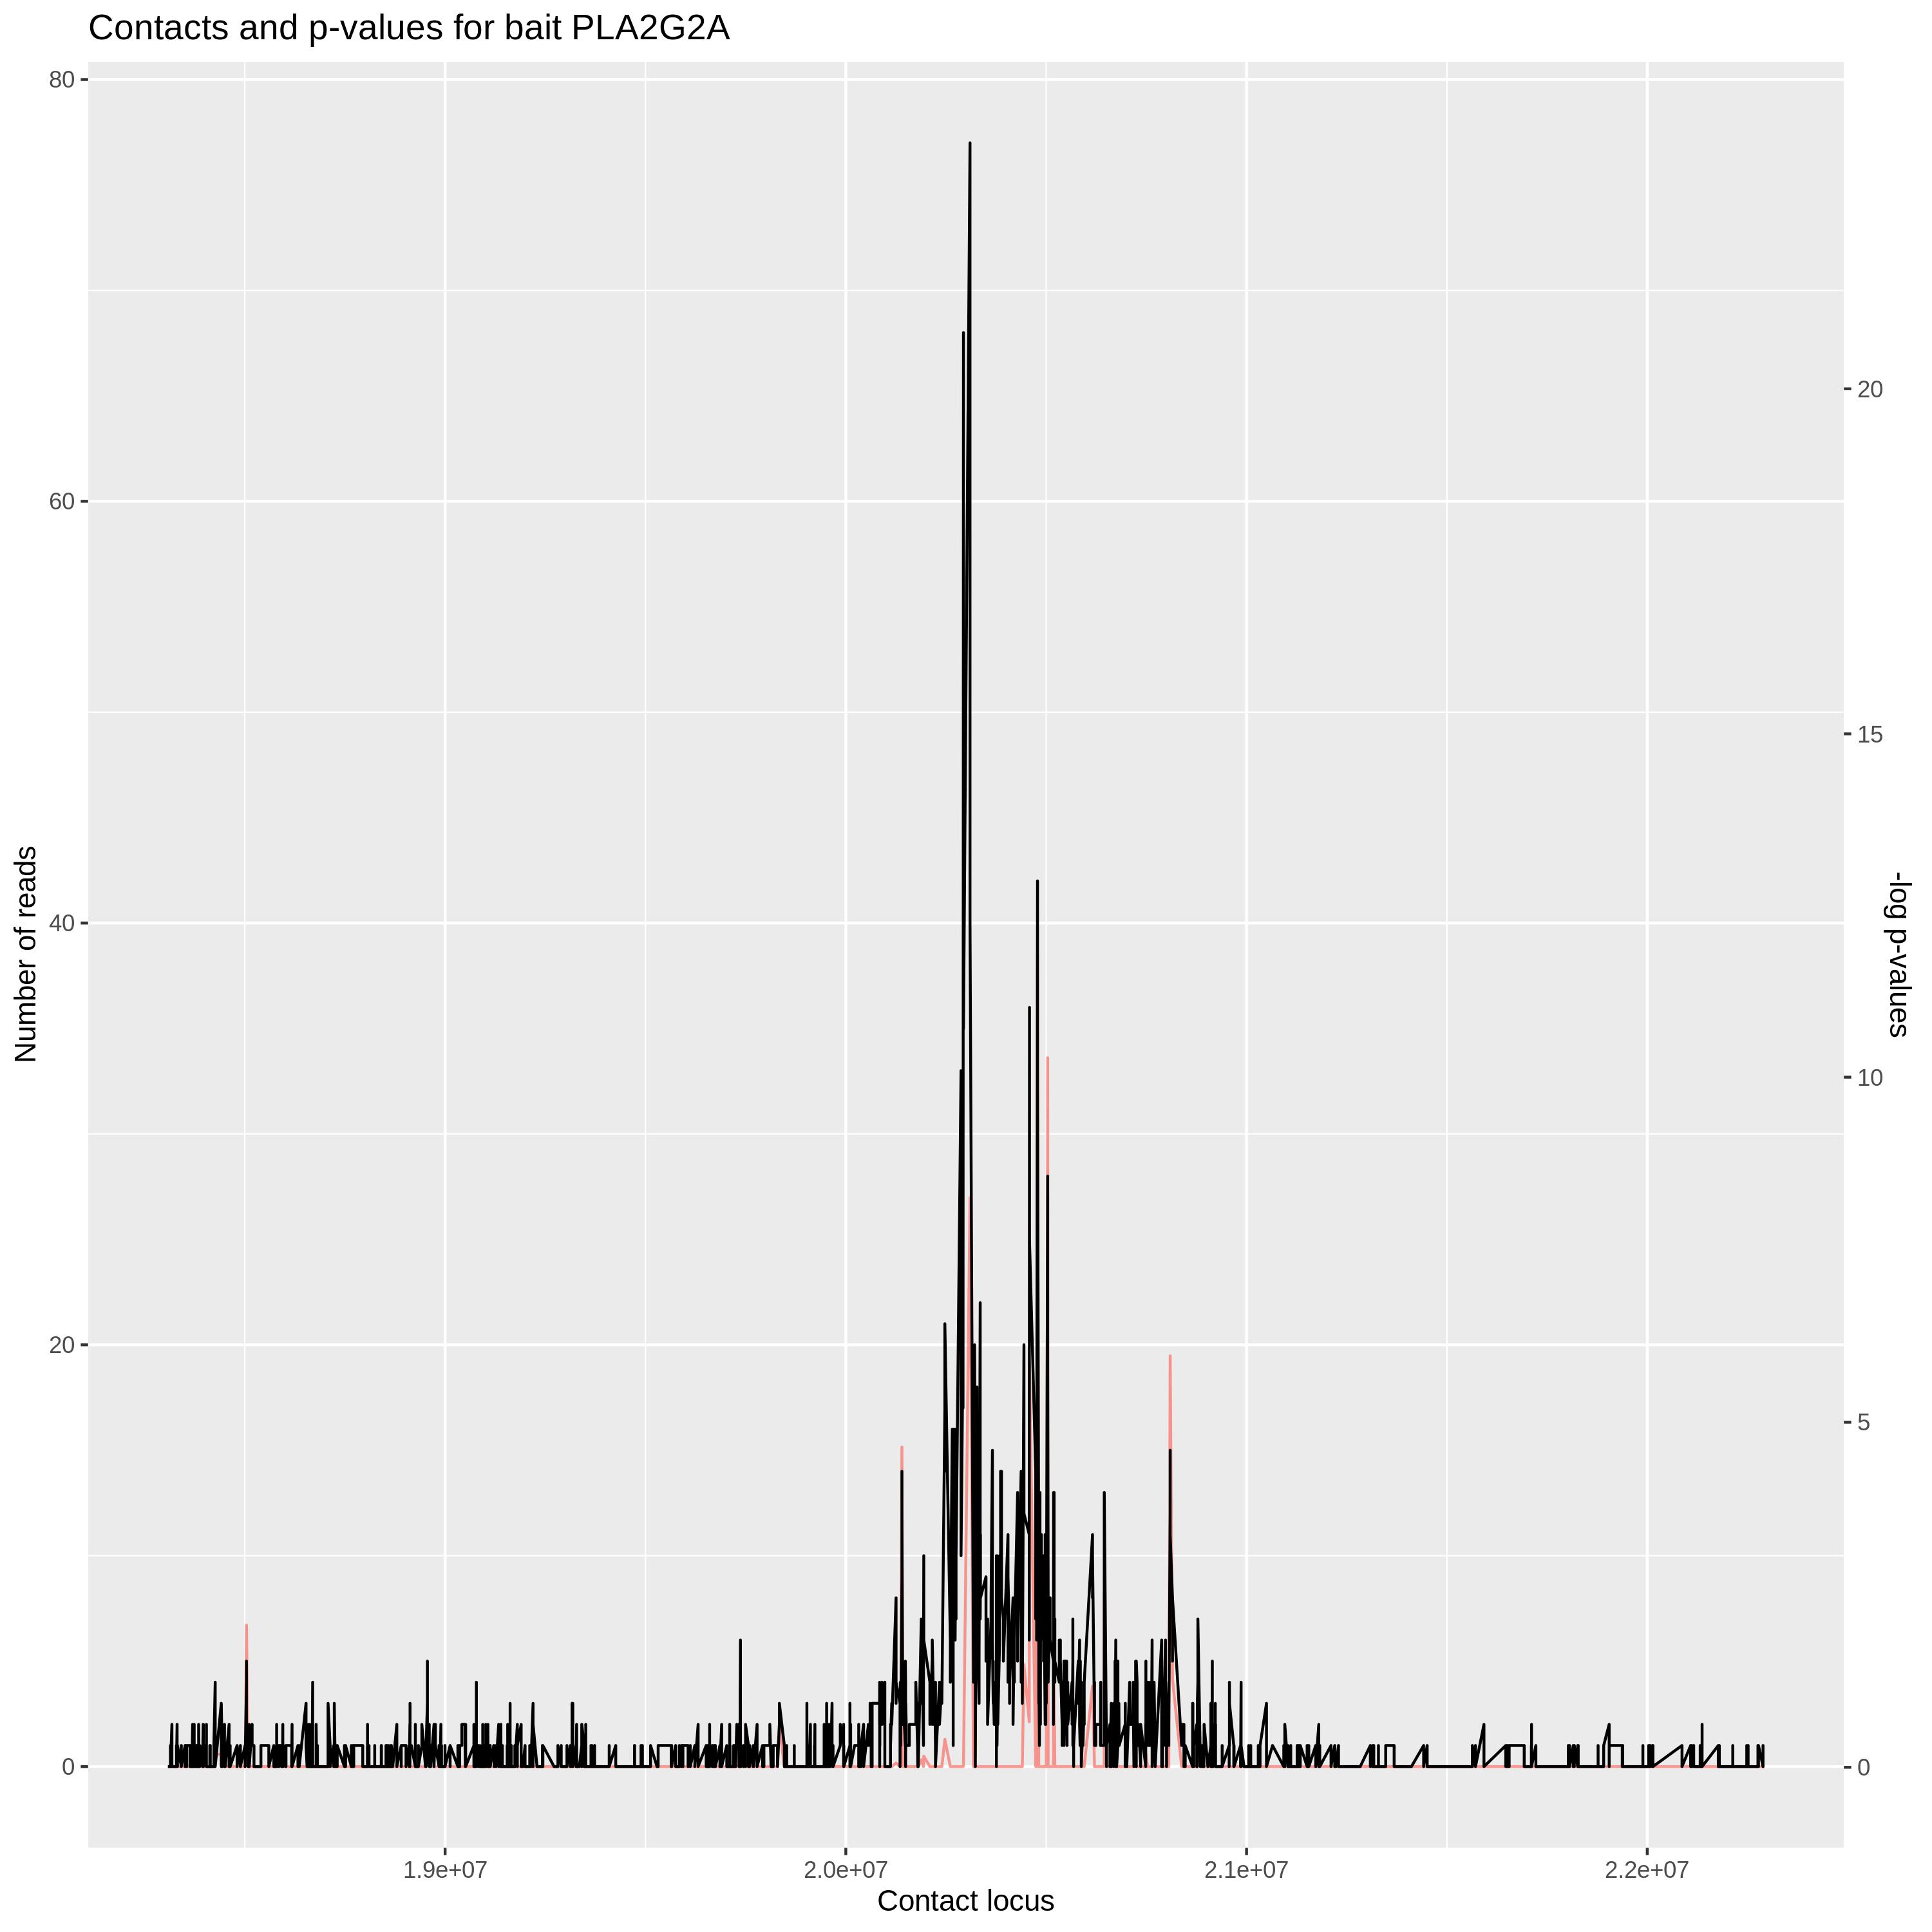 Contacts and p-values for bait PLA2G2A
80
60
40
20
0
Number of reads
20
15
10
5
0
-log p-values
1.9e+07
2.0e+07
2.1e+07
2.2e+07
Contact locus